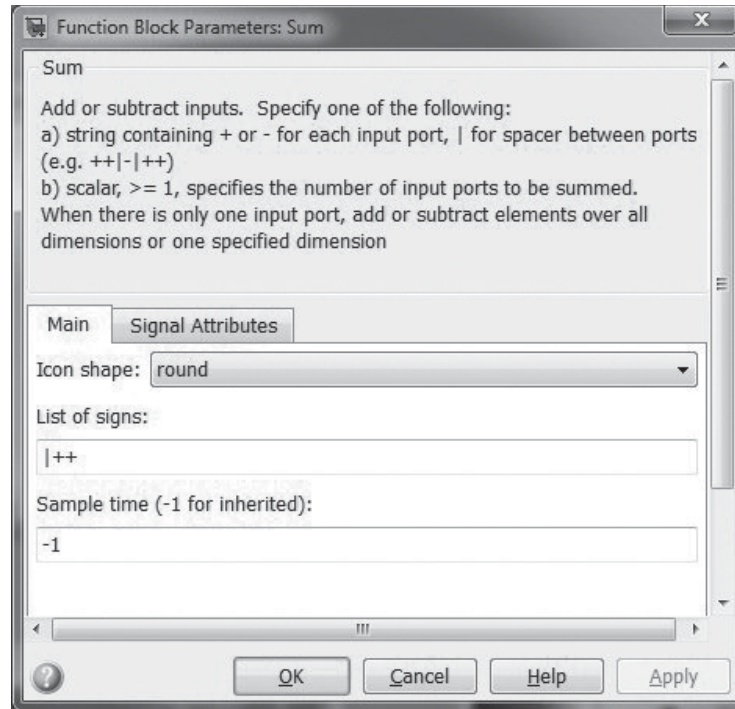 Function Block Parameters: Sum
Sum
Add or subtract inputs. Specify one of the following:
a) string containing + or - for each input port, | for spacer between ports
(e.g. ++|-|++)
b) scalar, >= 1, specifies the number of input ports to be summed.
When there is only one input port, add or subtract elements over all
dimensions or one specified dimension
Main Signal Attributes
Icon shape: round
List of signs:
|++
Sample time (-1 for inherited):
-1
OK Cancel Help Apply